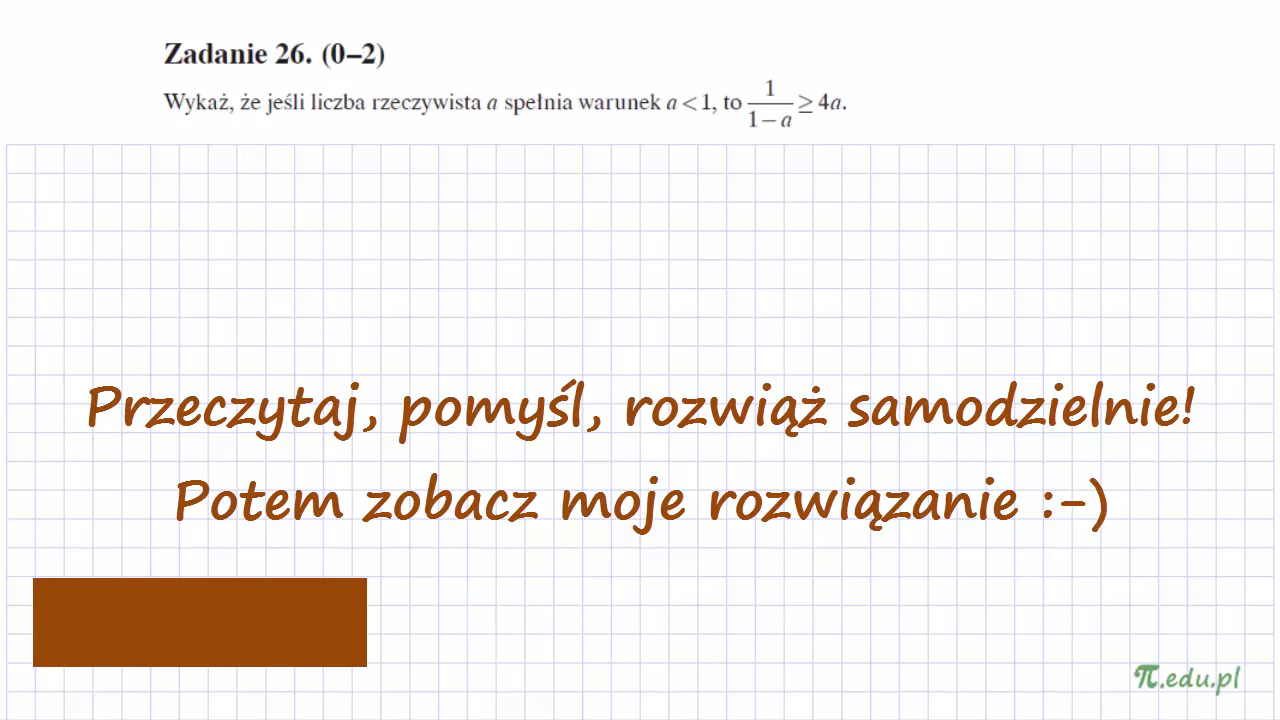 Zadanie 26. (0–2)
Wykaż, że jeśli liczba rzeczywista a spełnia warunek a < 1, to 1/(1−a) ≥ 4a.
Przeczytaj, pomyśl, rozwiąż samodzielnie!
Potem zobacz moje rozwiązanie :-)
π.edu.pl